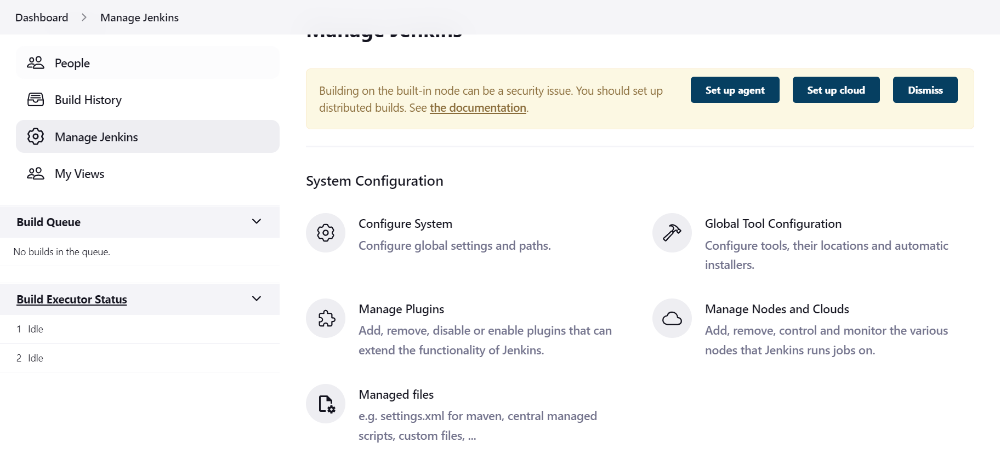 Dashboard
Manage Jenkins
People
Build History
Manage Jenkins
My Views
Build Queue
No builds in the queue.
Build Executor Status
1 Idle
2 Idle
Manage Jenkins
Building on the built-in node can be a security issue. You should set up
distributed builds. See the documentation.
Set up agent
Set up cloud
Dismiss
System Configuration
Configure System
Configure global settings and paths.
Global Tool Configuration
Configure tools, their locations and automatic
installers.
Manage Plugins
Add, remove, disable or enable plugins that can
extend the functionality of Jenkins.
Manage Nodes and Clouds
Add, remove, control and monitor the various
nodes that Jenkins runs jobs on.
Managed files
e.g. settings.xml for maven, central managed
scripts, custom files, ...